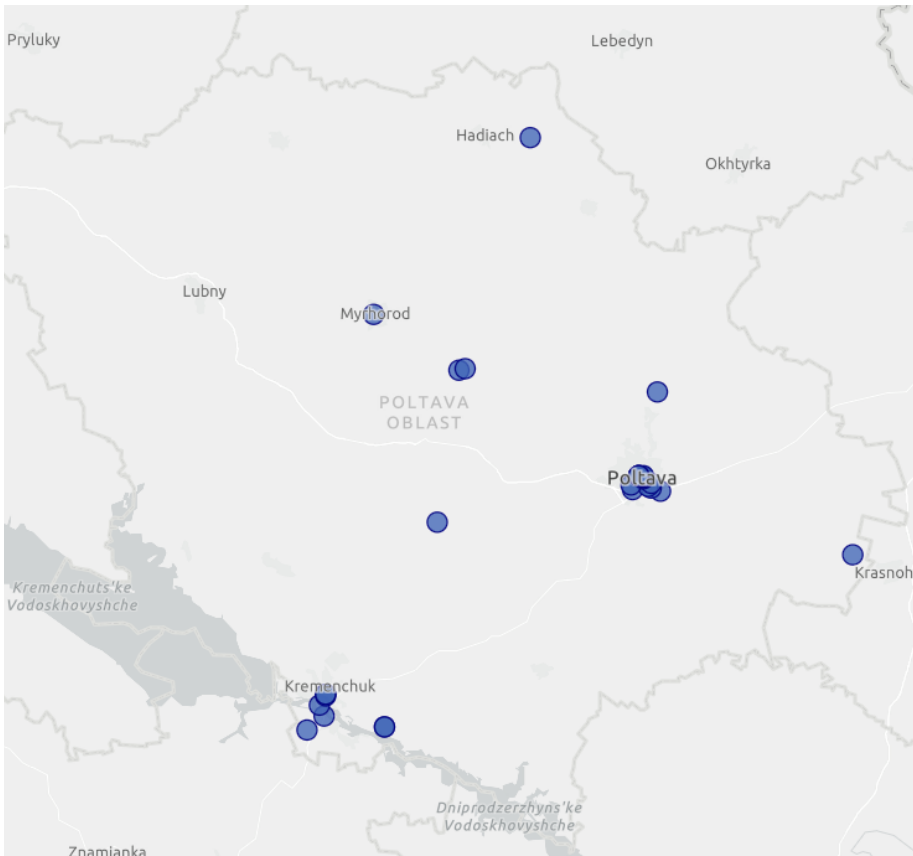 Pryluky
Lebedyn
Hadiach
Okhtyrka
Lubny
Myrhorod
POLTAVA
OBLAST
Poltava
Krasnoh
Kremenchuts'ke
Vodoskhovyshche
Kremenchuk
Dniprodzerzhyns'ke
Vodoskhovyshche
Znamianka